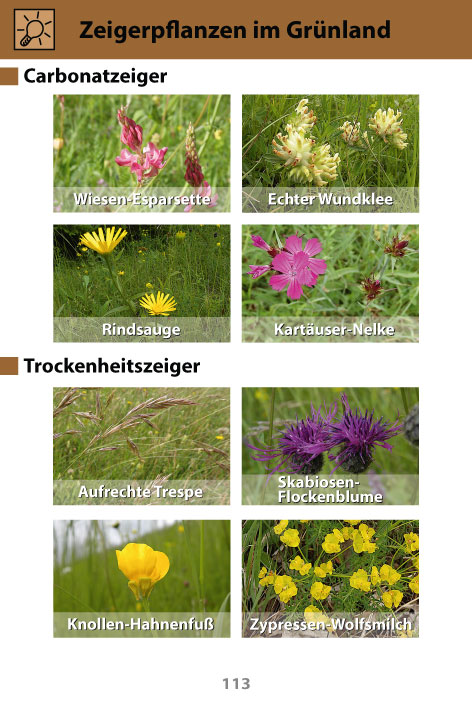 Zeigerpflanzen im Grünland
Carbonatzeiger
Wiesen-Esparsette
Echter Wundklee
Rindsauge
Kartäuser-Nelke
Trockenheitszeiger
Aufrechte Trespe
Skabiosen-
Flockenblume
Knollen-Hahnenfuß
Zypressen-Wolfsmilch
113